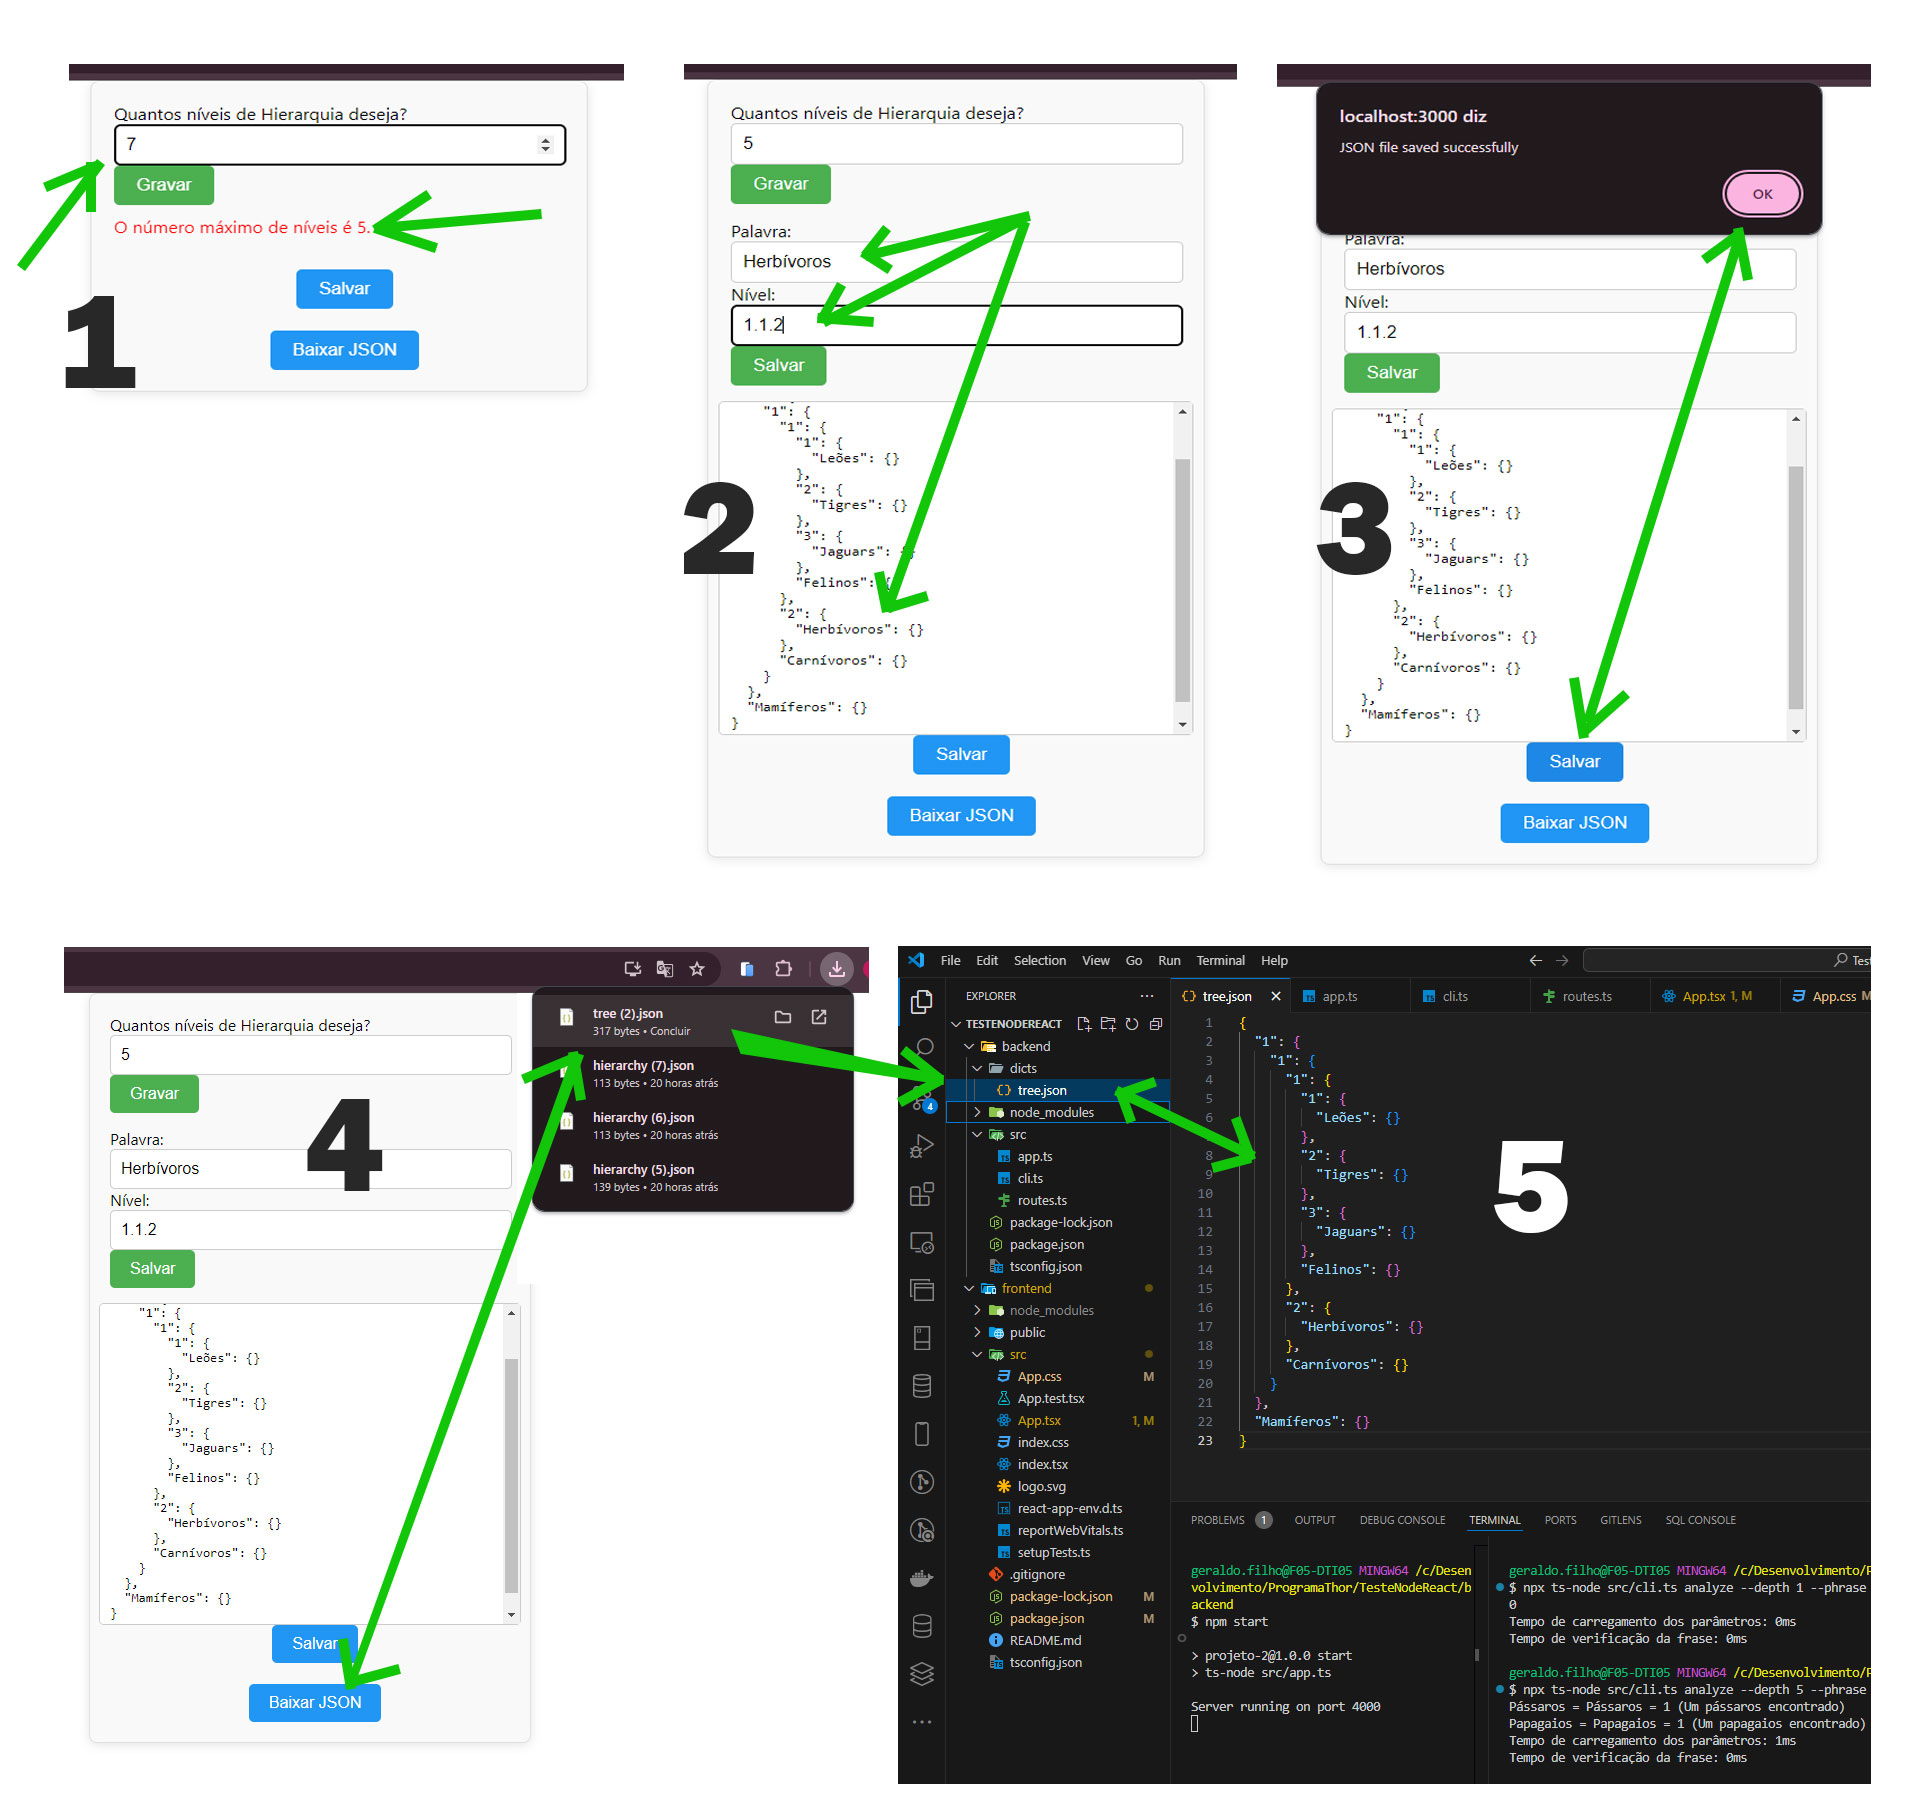 Quantos níveis de Hierarquia deseja?
7
Gravar
O número máximo de níveis é 5.
Salvar
Baixar JSON
1
Quantos níveis de Hierarquia deseja?
5
Gravar
Palavra:
Herbívoros
Nível:
1.1.2
Salvar
"1": {
"1": {
"1": {
"Leões": {}
},
"2": {
"Tigres": {}
},
"3": {
"Jaguars": {}
},
"Felinos": {
},
"2": {
"Herbívoros": {}
},
"Carnívoros": {}
}
},
"Mamíferos": {}
}
Salvar
Baixar JSON
2
localhost:3000 diz
JSON file saved successfully
OK
Palavra:
Herbívoros
Nível:
1.1.2
Salvar
"1": {
"1": {
"1": {
"Leões": {}
},
"2": {
"Tigres": {}
},
"3": {
"Jaguars": {}
},
"Felinos": {}
},
"2": {
"Herbívoros": {}
},
"Carnívoros": {}
}
},
"Mamíferos": {}
}
Salvar
Baixar JSON
3
Quantos níveis de Hierarquia deseja?
5
Gravar
Palavra:
Herbívoros
Nível:
1.1.2
Salvar
"1": {
"1": {
"1": {
"Leões": {}
},
"2": {
"Tigres": {}
},
"3": {
"Jaguars": {}
},
"Felinos": {}
},
"2": {
"Herbívoros": {}
},
"Carnívoros": {}
}
},
"Mamíferos": {}
}
Salvar
Baixar JSON
4
tree (2).json
317 bytes • Concluir
hierarchy (7).json
113 bytes • 20 horas atrás
hierarchy (6).json
113 bytes • 20 horas atrás
hierarchy (5).json
139 bytes • 20 horas atrás
File Edit Selection View Go Run Terminal Help
Test
EXPLORER
TESTENODEREACT
backend
dicts
tree.json
node_modules
src
app.ts
cli.ts
routes.ts
package-lock.json
package.json
tsconfig.json
frontend
node_modules
public
src
App.css M
App.test.tsx
App.tsx 1, M
index.css
index.tsx
logo.svg
react-app-env.d.ts
reportWebVitals.ts
setupTests.ts
.gitignore
package-lock.json M
package.json M
README.md
tsconfig.json
4
tree.json app.ts cli.ts routes.ts App.tsx 1, M App.css M
1 {
2 "1": {
3 "1": {
4 "1": {
5 "1": {
6 "Leões": {}
},
8 "2": {
9 "Tigres": {}
10 },
11 "3": {
12 "Jaguars": {}
13 },
14 "Felinos": {}
15 },
16 "2": {
17 "Herbívoros": {}
18 },
19 "Carnívoros": {}
20 }
21 },
22 "Mamíferos": {}
23 }
5
PROBLEMS 1 OUTPUT DEBUG CONSOLE TERMINAL PORTS GITLENS SQL CONSOLE
geraldo.filho@F05-DTI05 MINGW64 /c/Desen
volvimento/ProgramaThor/TesteNodeReact/b
ackend
$ npm start
> projeto-2@1.0.0 start
> ts-node src/app.ts
Server running on port 4000
geraldo.filho@F05-DTI05 MINGW64 /c/Desenvolvimento/P
$ npx ts-node src/cli.ts analyze --depth 1 --phrase
0
Tempo de carregamento dos parâmetros: 0ms
Tempo de verificação da frase: 0ms
geraldo.filho@F05-DTI05 MINGW64 /c/Desenvolvimento/P
$ npx ts-node src/cli.ts analyze --depth 5 --phrase
Pássaros = Pássaros = 1 (Um pássaros encontrado)
Papagaios = Papagaios = 1 (Um papagaios encontrado)
Tempo de carregamento dos parâmetros: 1ms
Tempo de verificação da frase: 0ms